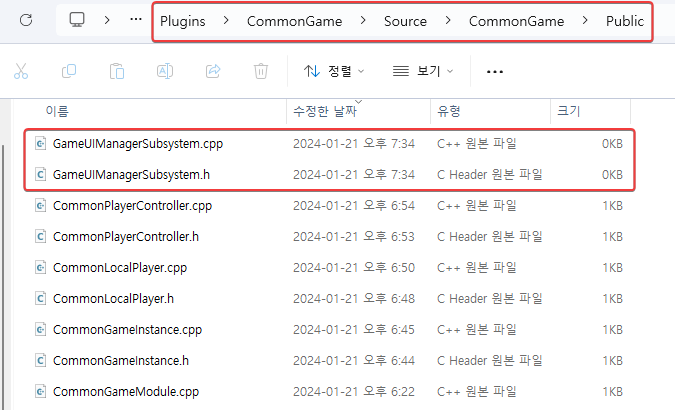 … Plugins > CommonGame > Source > CommonGame > Public
정렬 보기 …
이름 수정한 날짜 유형 크기
GameUIManagerSubsystem.cpp 2024-01-21 오후 7:34 C++ 원본 파일 0KB
GameUIManagerSubsystem.h 2024-01-21 오후 7:34 C Header 원본 파일 0KB
CommonPlayerController.cpp 2024-01-21 오후 6:54 C++ 원본 파일 1KB
CommonPlayerController.h 2024-01-21 오후 6:53 C Header 원본 파일 1KB
CommonLocalPlayer.cpp 2024-01-21 오후 6:50 C++ 원본 파일 1KB
CommonLocalPlayer.h 2024-01-21 오후 6:48 C Header 원본 파일 1KB
CommonGameInstance.cpp 2024-01-21 오후 6:45 C++ 원본 파일 1KB
CommonGameInstance.h 2024-01-21 오후 6:44 C Header 원본 파일 1KB
CommonGameModule.cpp 2024-01-21 오후 6:22 C++ 원본 파일 1KB